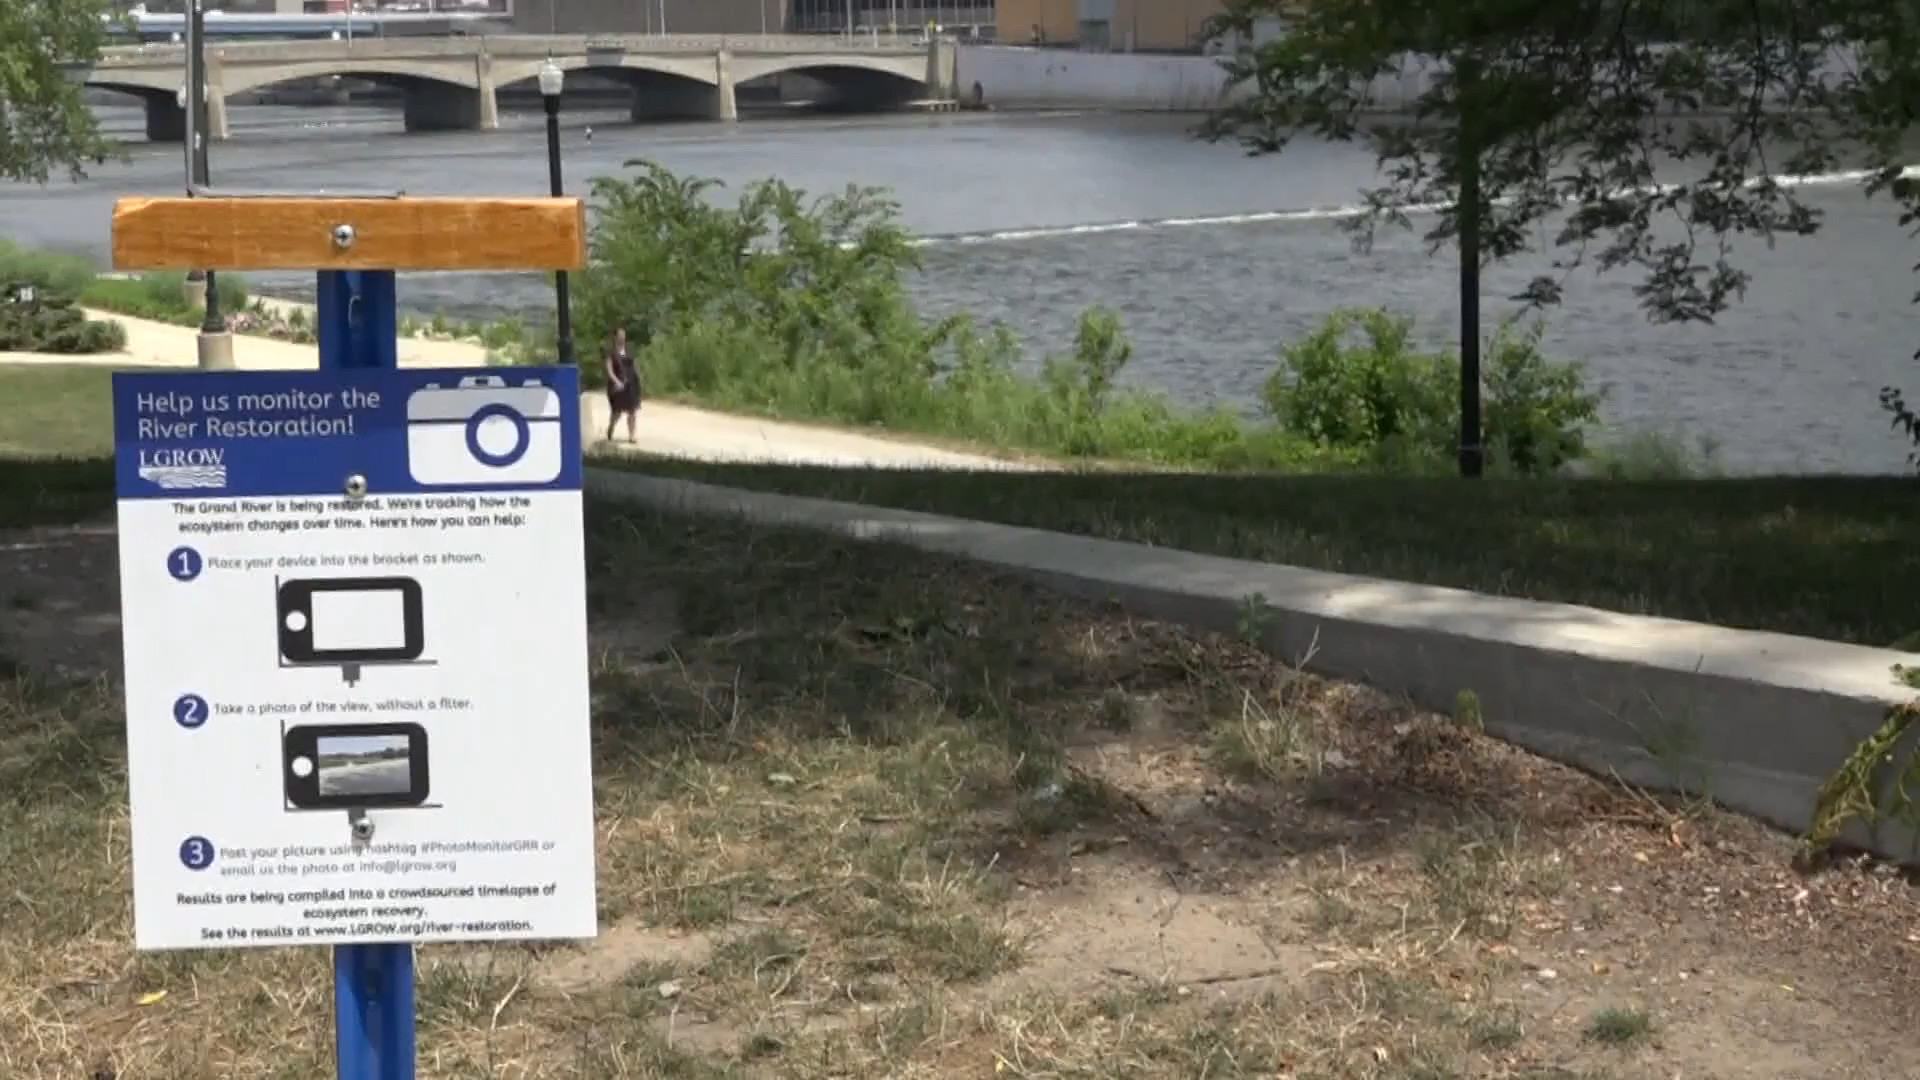 Help us monitor the
River Restoration!
LGROW
The Grand River is being restored. We're tracking how the
ecosystem changes over time. Here's how you can help:
1 Place your device into the bracket as shown.
2 Take a photo of the view, without a filter.
3 Post your picture using hashtag #PhotoMonitorGRR or
email us the photo at info@lgrow.org
Results are being compiled into a crowdsourced timelapse of
ecosystem recovery.
See the results at www.LGROW.org/river-restoration.